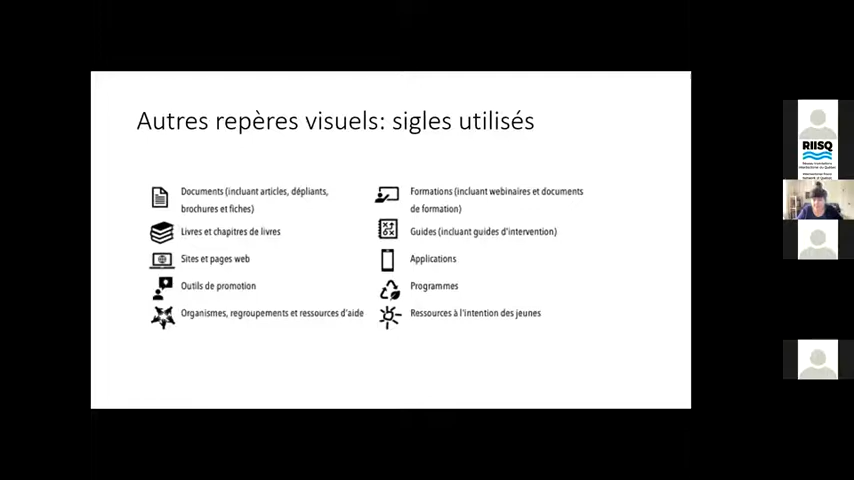 Autres repères visuels: sigles utilisés
Documents (incluant articles, dépliants,
brochures et fiches)
Livres et chapitres de livres
Sites et pages web
Outils de promotion
Organismes, regroupements et ressources d'aide
Formations (incluant webinaires et documents
de formation)
Guides (incluant guides d'intervention)
Applications
Programmes
Ressources à l'intention des jeunes
RIISQ